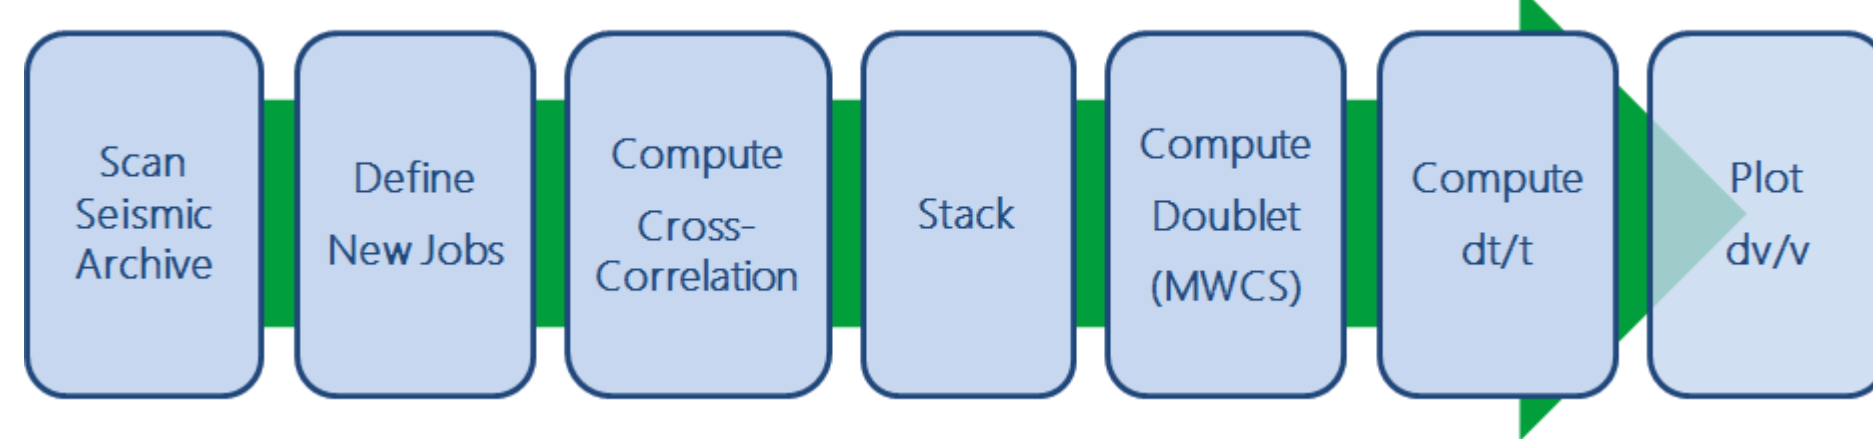 Scan
Seismic
Archive
Define
New Jobs
Compute
Cross-
Correlation
Stack
Compute
Doublet
(MWCS)
Compute
dt/t
Plot
dv/v